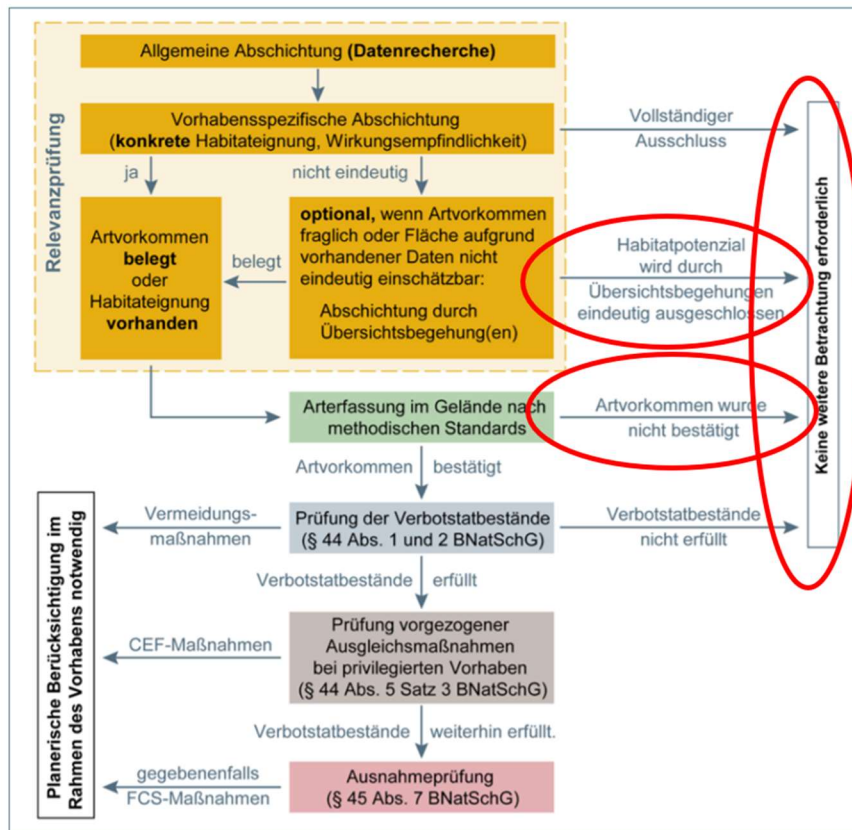 Relevanzprüfung
Allgemeine Abschichtung (Datenrecherche)
Vorhabensspezifische Abschichtung
(konkrete Habitateignung, Wirkungsempfindlichkeit)
Vollständiger
Ausschluss
ja
nicht eindeutig
Artvorkommen
belegt
oder
Habitateignung
vorhanden
belegt
optional, wenn Artvorkommen
fraglich oder Fläche aufgrund
vorhandener Daten nicht
eindeutig einschätzbar:
Abschichtung durch
Übersichtsbegehung(en)
Habitatpotenzial
wird durch
Übersichtsbegehungen
eindeutig ausgeschlossen
Keine weitere Betrachtung erforderlich
Arterfassung im Gelände nach
methodischen Standards
Artvorkommen wurde
nicht bestätigt
Artvorkommen bestätigt
Planerische Berücksichtigung im
Rahmen des Vorhabens notwendig
Vermeidungs-
maßnahmen
Prüfung der Verbotstatbestände
(§ 44 Abs. 1 und 2 BNatSchG)
Verbotstatbestände
nicht erfüllt
Verbotstatbestände erfüllt
CEF-Maßnahmen
Prüfung vorgezogener
Ausgleichsmaßnahmen
bei privilegierten Vorhaben
(§ 44 Abs. 5 Satz 3 BNatSchG)
Verbotstatbestände weiterhin erfüllt.
gegebenenfalls
FCS-Maßnahmen
Ausnahmeprüfung
(§ 45 Abs. 7 BNatSchG)